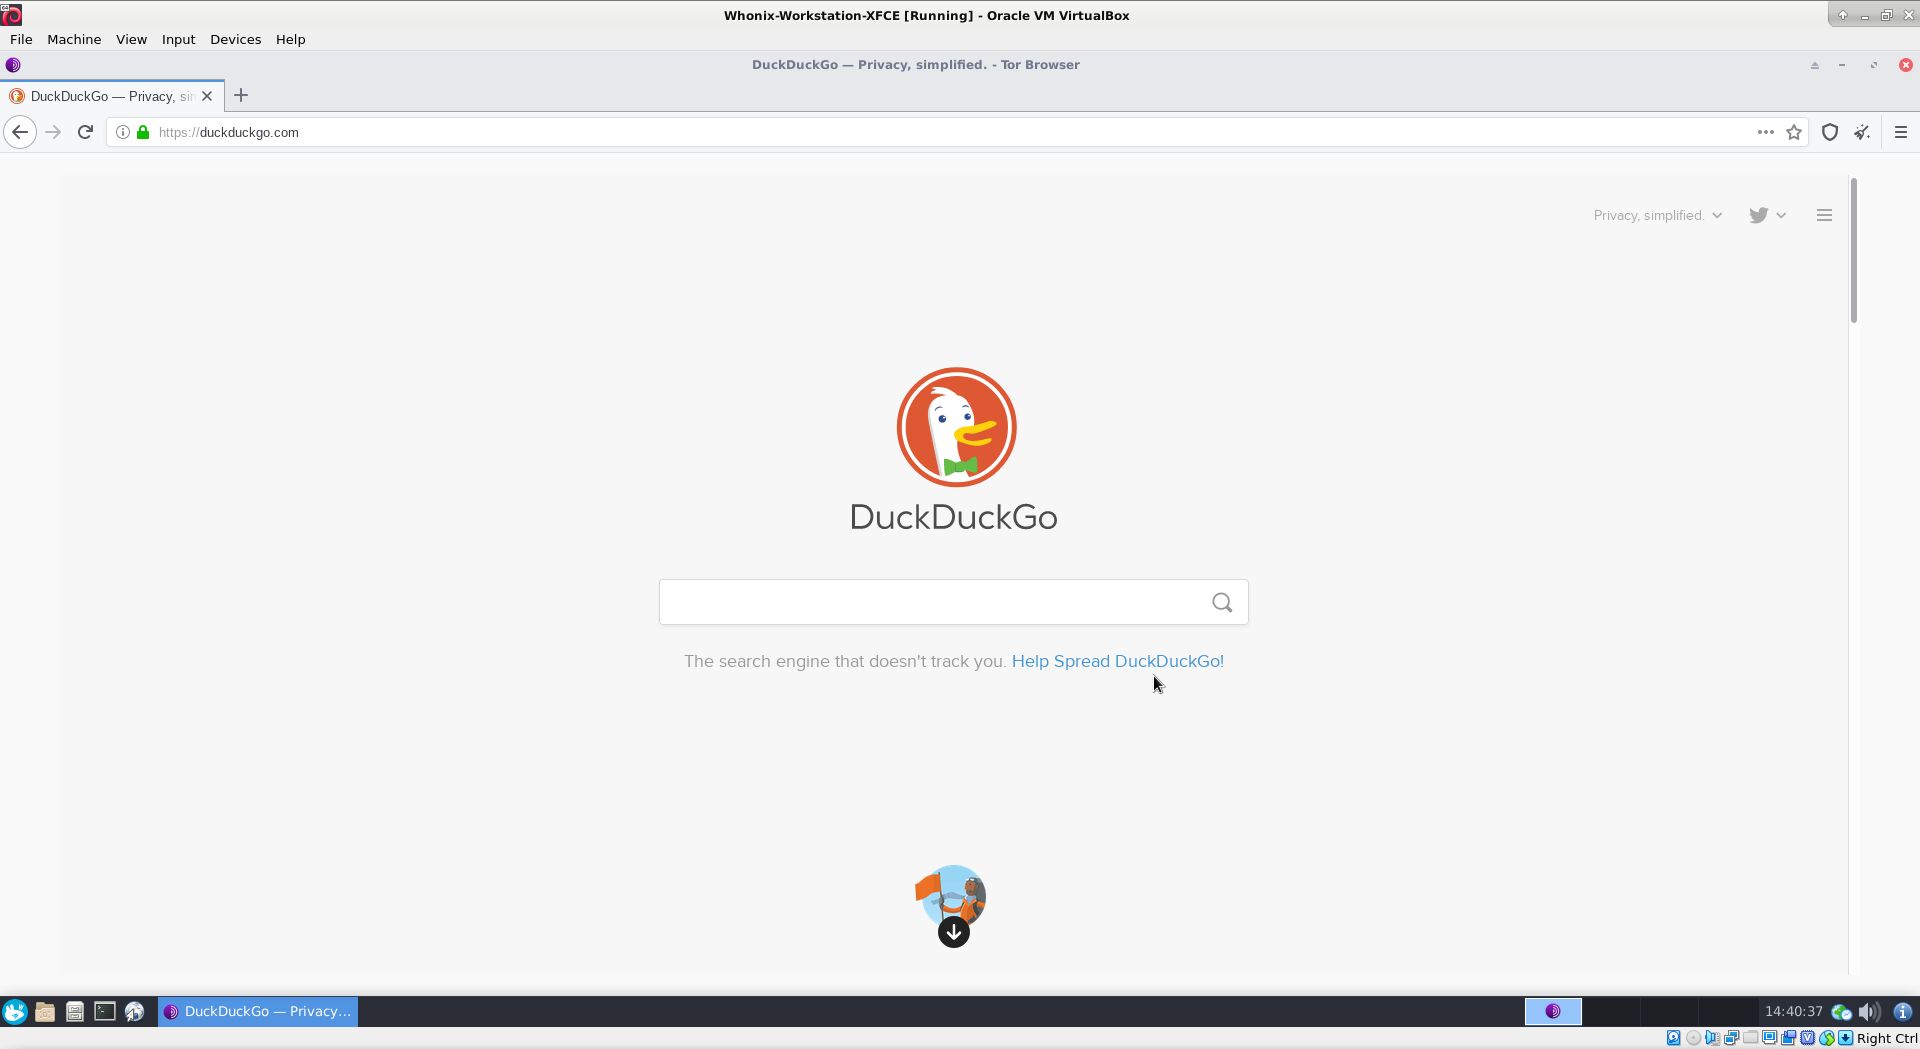 Whonix-Workstation-XFCE [Running] - Oracle VM VirtualBox
File Machine View Input Devices Help
DuckDuckGo — Privacy, simplified. - Tor Browser
DuckDuckGo — Privacy, sim
https://duckduckgo.com
Privacy, simplified.
DuckDuckGo
The search engine that doesn't track you. Help Spread DuckDuckGo!
DuckDuckGo — Privacy...
14:40:37
Right Ctrl